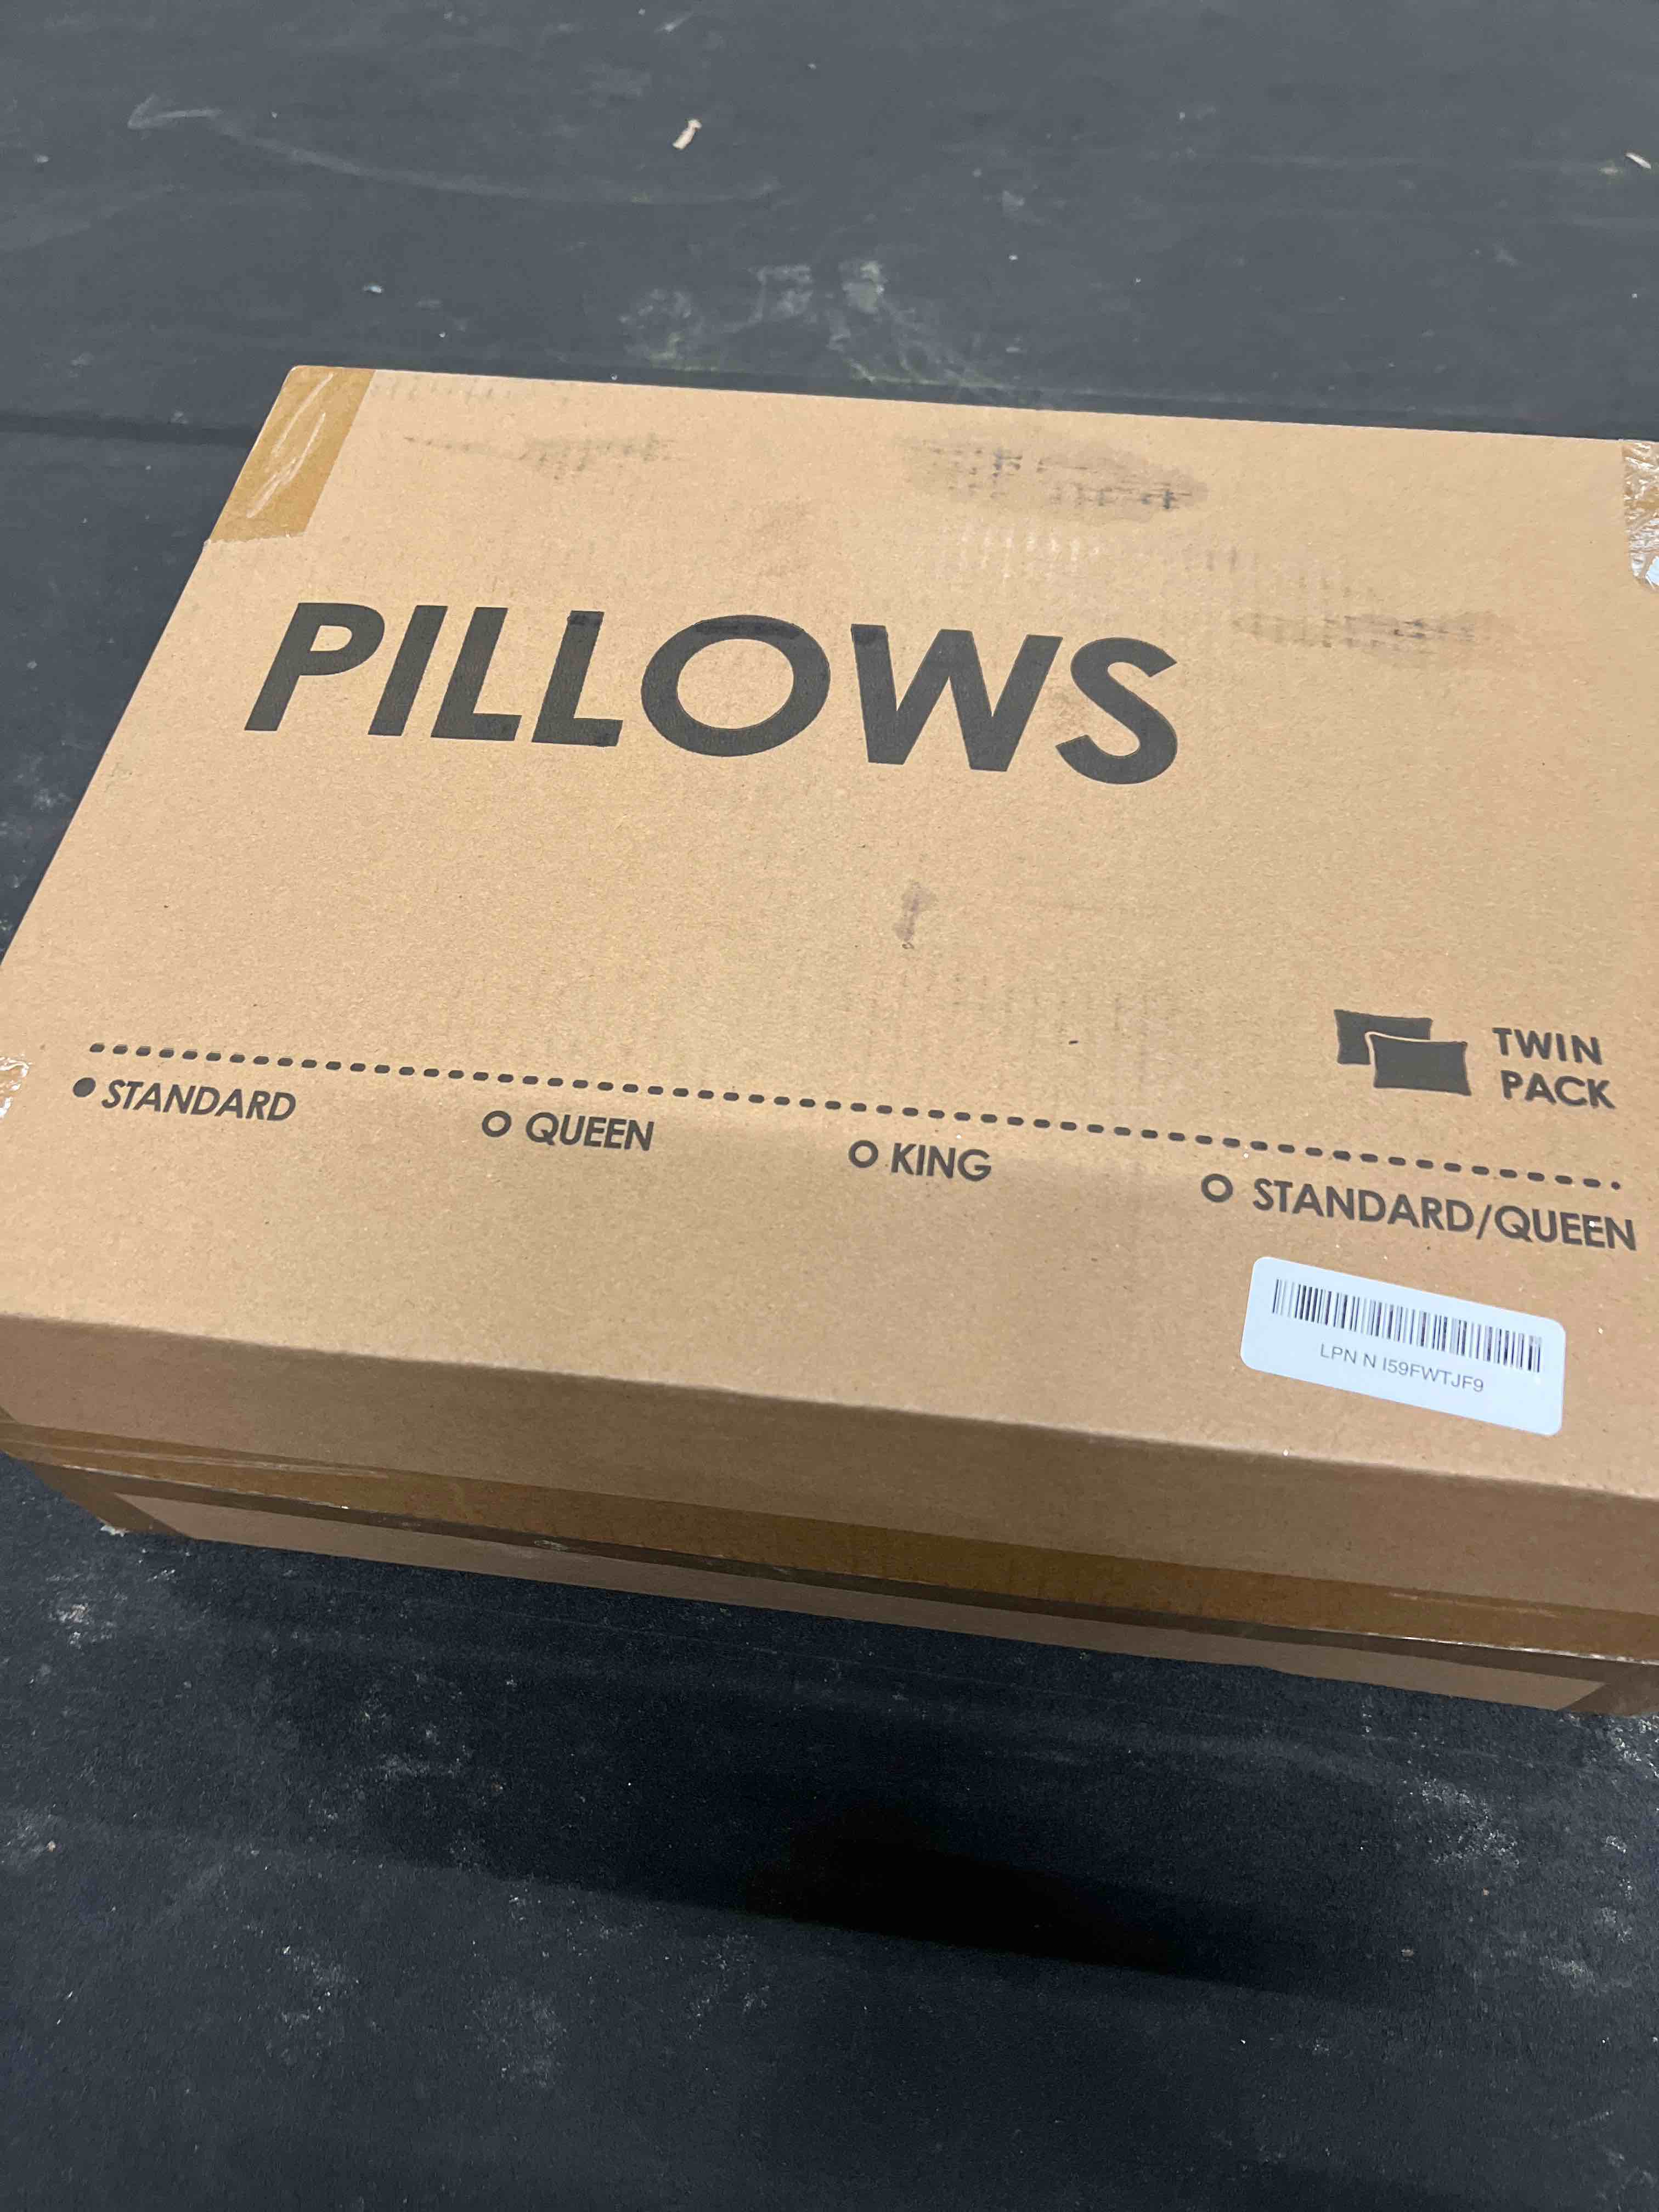 PILLOWS
TWIN
PACK
STANDARD
QUEEN
KING
STANDARD/QUEEN
LPN N I59FWTJF9